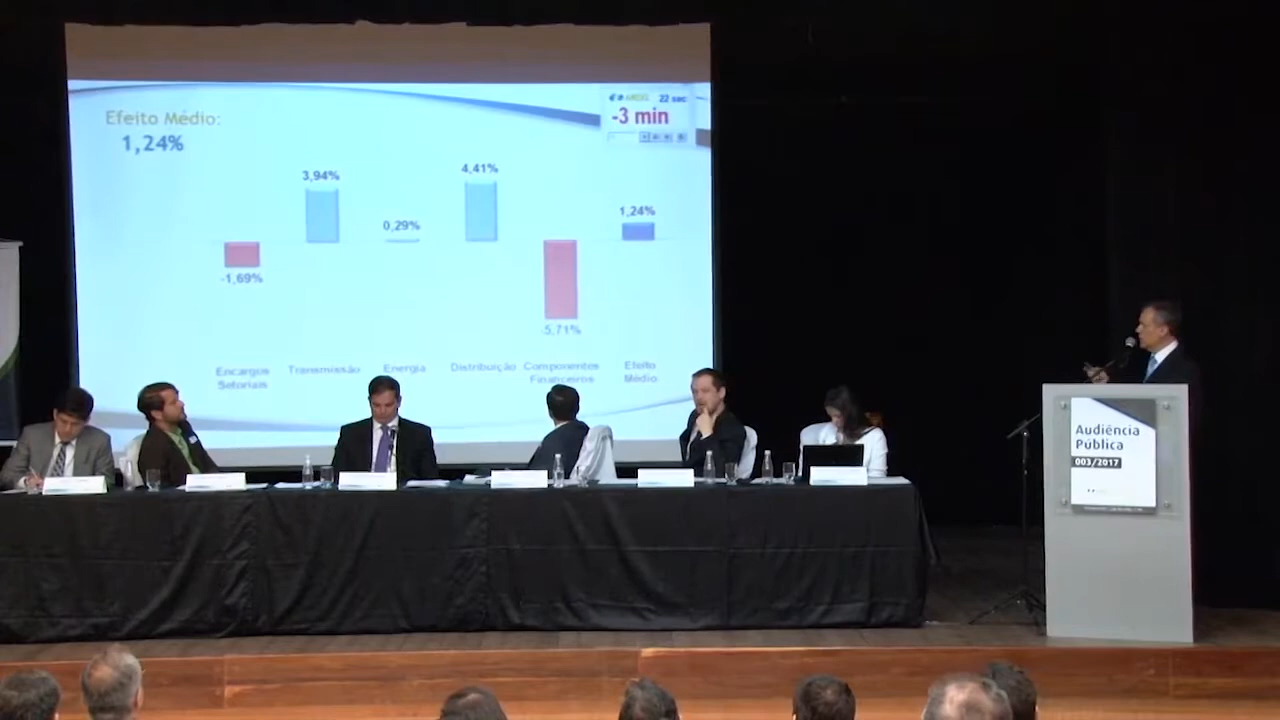 Efeito Médio:
1,24%
22 sec
-3 min
3,94%
4,41%
0,29%
1,24%
-1,69%
-5,71%
Encargos
Setoriais
Transmissão
Energia
Distribuição
Componentes
Financeiros
Efeito
Médio
Audiência
Pública
003/2017